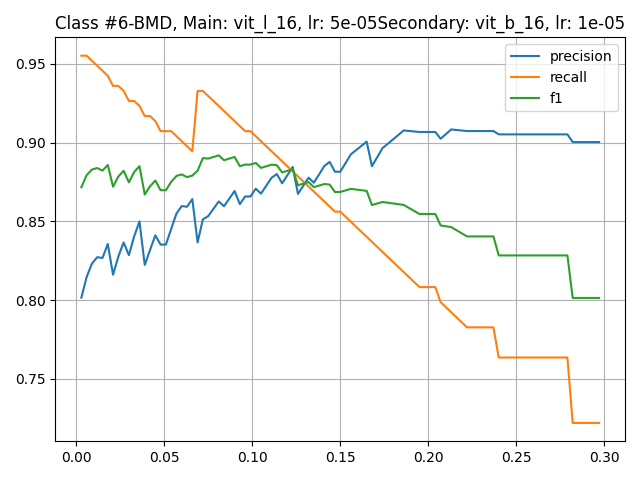 Class #6-BMD, Main: vit_l_16, lr: 5e-05Secondary: vit_b_16, lr: 1e-05
precision
recall
f1
0.95
0.90
0.85
0.80
0.75
0.00 0.05 0.10 0.15 0.20 0.25 0.30